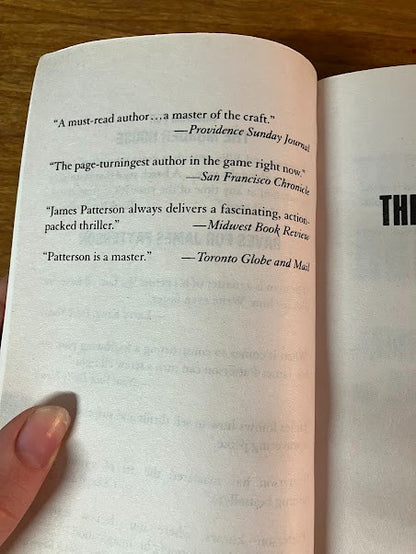 "A must-read author…a master of the craft."
—Providence Sunday Journal
"The page-turningest author in the game right now."
—San Francisco Chronicle
"James Patterson always delivers a fascinating, action-
packed thriller." —Midwest Book Review
"Patterson is a master." —Toronto Globe and Mail